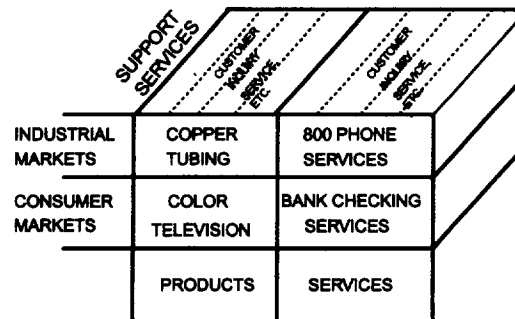 SUPPORT
SERVICES
CUSTOMER
INQUIRY
SERVICE,
ETC.
CUSTOMER
INQUIRY
SERVICE,
ETC.
INDUSTRIAL
MARKETS
COPPER
TUBING
800 PHONE
SERVICES
CONSUMER
MARKETS
COLOR
TELEVISION
BANK CHECKING
SERVICES
PRODUCTS
SERVICES